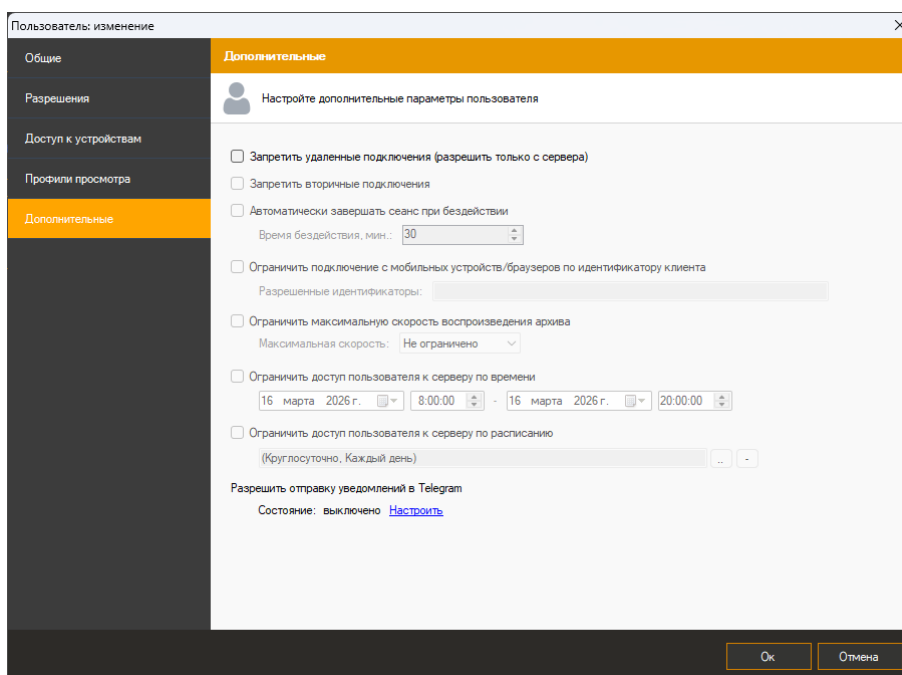 Пользователь: изменение
Общие
Разрешения
Доступ к устройствам
Профили просмотра
Дополнительные
Дополнительные
Настройте дополнительные параметры пользователя
Запретить удаленные подключения (разрешить только с сервера)
Запретить вторичные подключения
Автоматически завершать сеанс при бездействии
Время бездействия, мин.: 30
Ограничить подключение с мобильных устройств/браузеров по идентификатору клиента
Разрешенные идентификаторы:
Ограничить максимальную скорость воспроизведения архива
Максимальная скорость: Не ограничено
Ограничить доступ пользователя к серверу по времени
16 марта 2026 г. 8:00:00 - 16 марта 2026 г. 20:00:00
Ограничить доступ пользователя к серверу по расписанию
(Круглосуточно, Каждый день) .. -
Разрешить отправку уведомлений в Telegram
Состояние: выключено Настроить
Ок Отмена